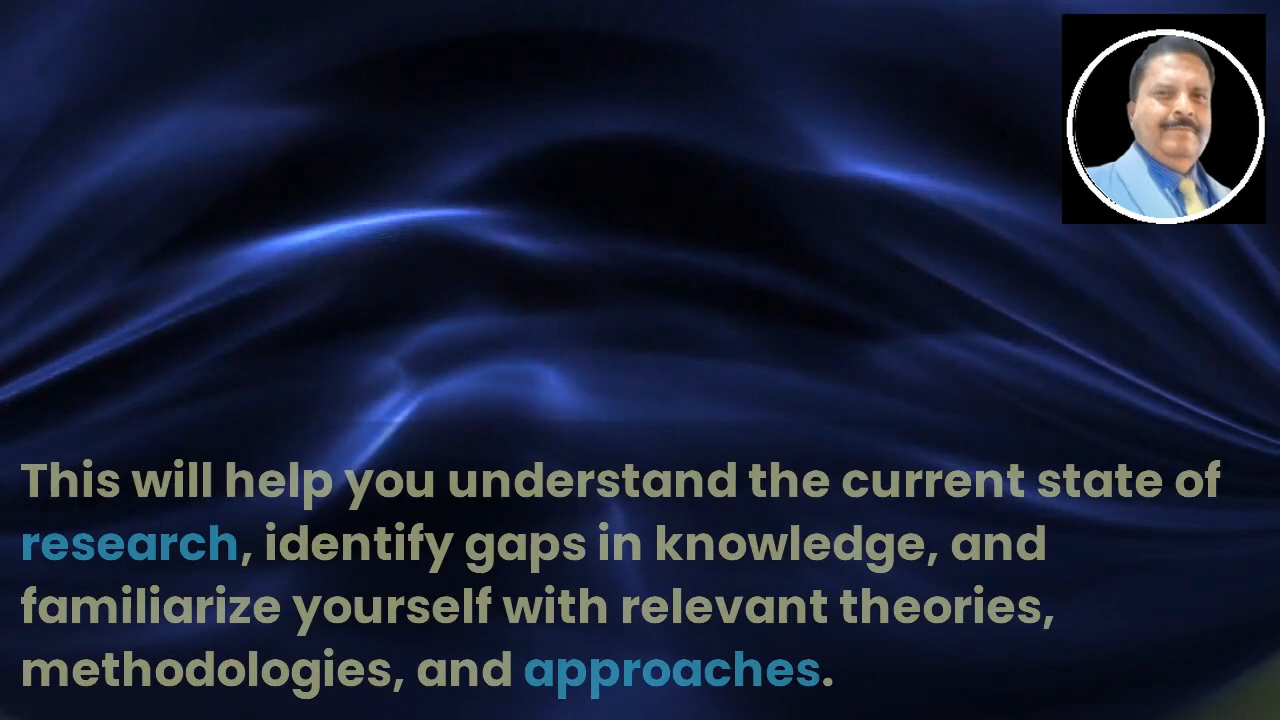 This will help you understand the current state of
research, identify gaps in knowledge, and
familiarize yourself with relevant theories,
methodologies, and approaches.